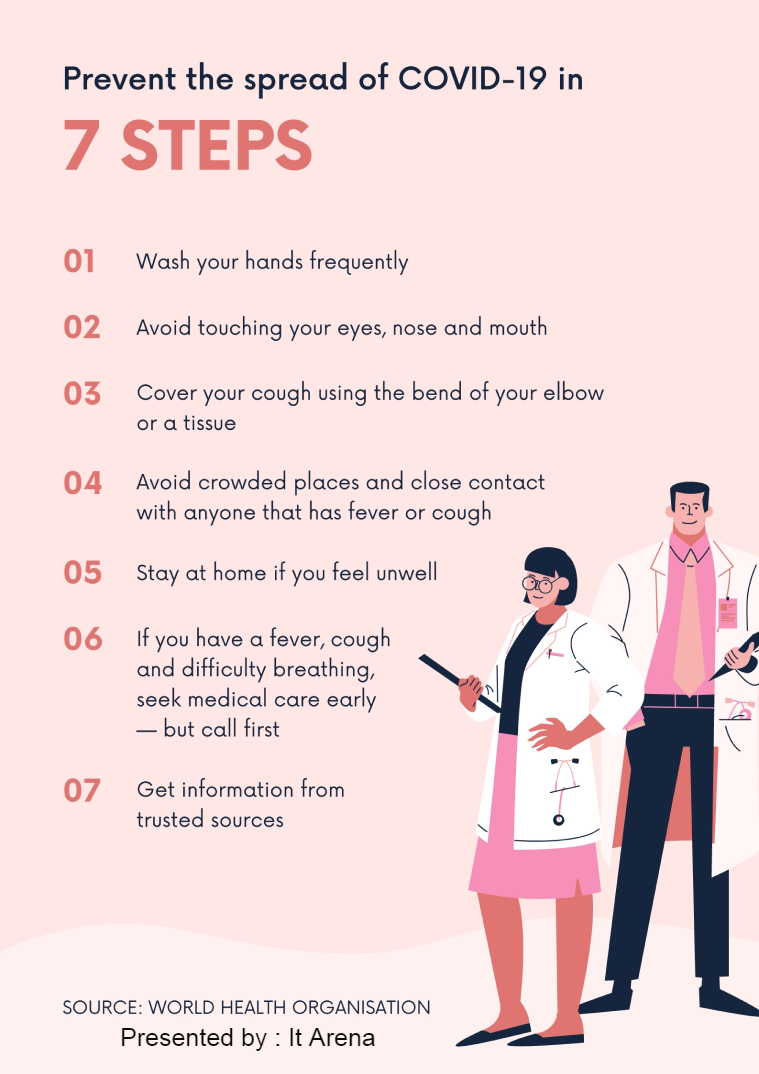 Prevent the spread of COVID-19 in
7 STEPS
01 Wash your hands frequently
02 Avoid touching your eyes, nose and mouth
03 Cover your cough using the bend of your elbow
or a tissue
04 Avoid crowded places and close contact
with anyone that has fever or cough
05 Stay at home if you feel unwell
06 If you have a fever, cough
and difficulty breathing,
seek medical care early
— but call first
07 Get information from
trusted sources
SOURCE: WORLD HEALTH ORGANISATION
Presented by : It Arena